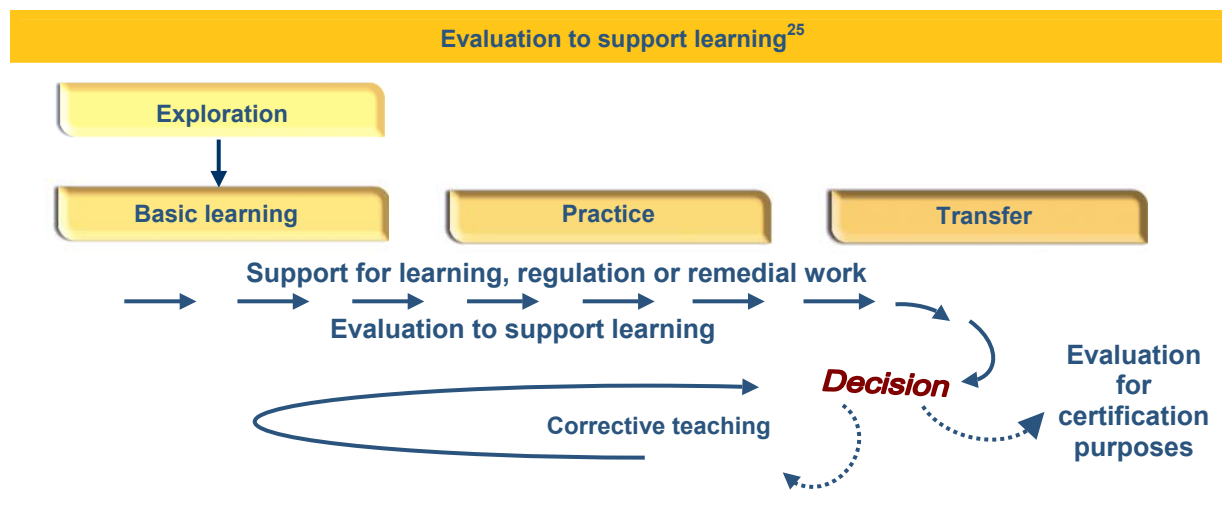 Evaluation to support learning25
Exploration
Basic learning
Practice
Transfer
Support for learning, regulation or remedial work
Evaluation to support learning
Decision
Corrective teaching
Evaluation
for
certification
purposes